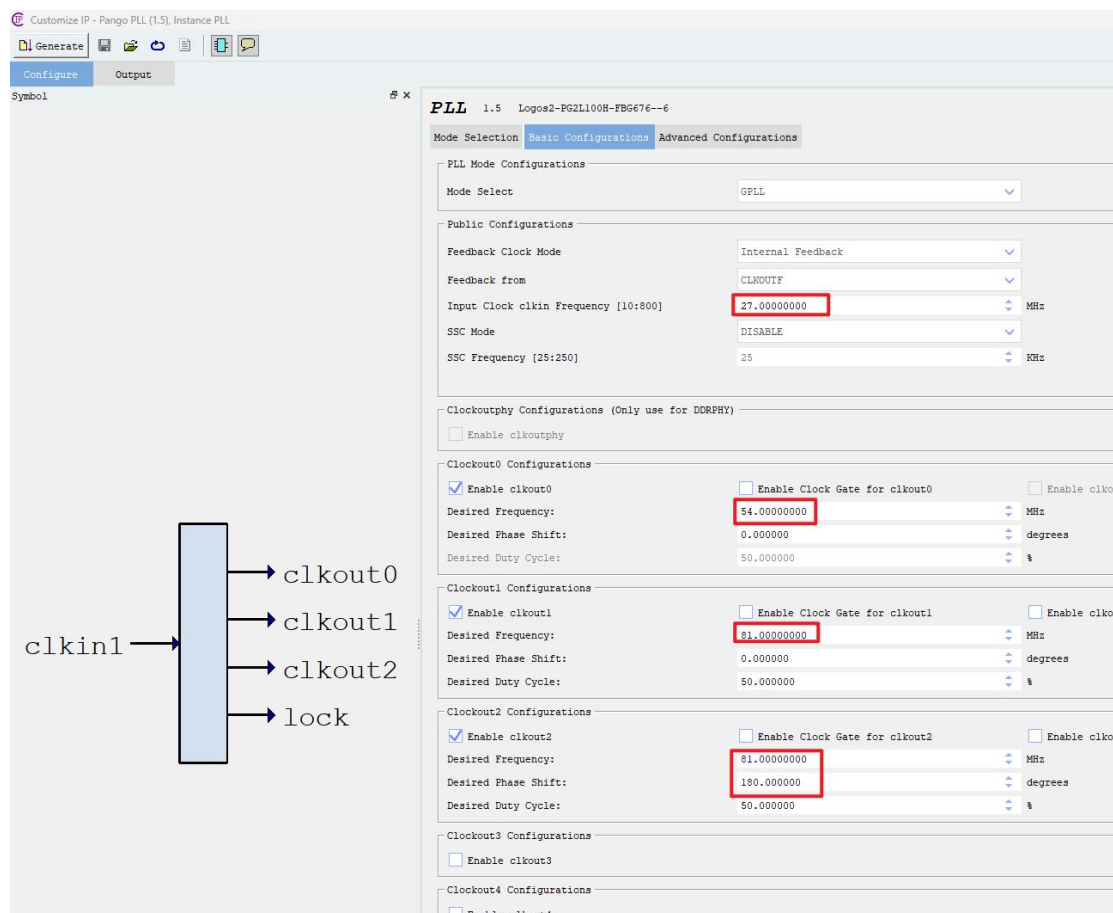 Customize IP - Pango PLL (1.5), Instance PLL
Generate
Configure Output
Symbol
clkin1
clkout0
clkout1
clkout2
lock
PLL 1.5 Logos2-PG2L100H-FBG676--6
Mode Selection Basic Configurations Advanced Configurations
PLL Mode Configurations
Mode Select GPLL
Public Configurations
Feedback Clock Mode Internal Feedback
Feedback from CLKOUTF
Input Clock clkin Frequency [10:800] 27.00000000 MHz
SSC Mode DISABLE
SSC Frequency [25:250] 25 KHz
Clockoutphy Configurations (Only use for DDRPHY)
Enable clkoutphy
Clockout0 Configurations
Enable clkout0 Enable Clock Gate for clkout0 Enable clko
Desired Frequency: 54.00000000 MHz
Desired Phase Shift: 0.000000 degrees
Desired Duty Cycle: 50.000000 %
Clockout1 Configurations
Enable clkout1 Enable Clock Gate for clkout1 Enable clko
Desired Frequency: 81.00000000 MHz
Desired Phase Shift: 0.000000 degrees
Desired Duty Cycle: 50.000000 %
Clockout2 Configurations
Enable clkout2 Enable Clock Gate for clkout2 Enable clko
Desired Frequency: 81.00000000 MHz
Desired Phase Shift: 180.000000 degrees
Desired Duty Cycle: 50.000000 %
Clockout3 Configurations
Enable clkout3
Clockout4 Configurations